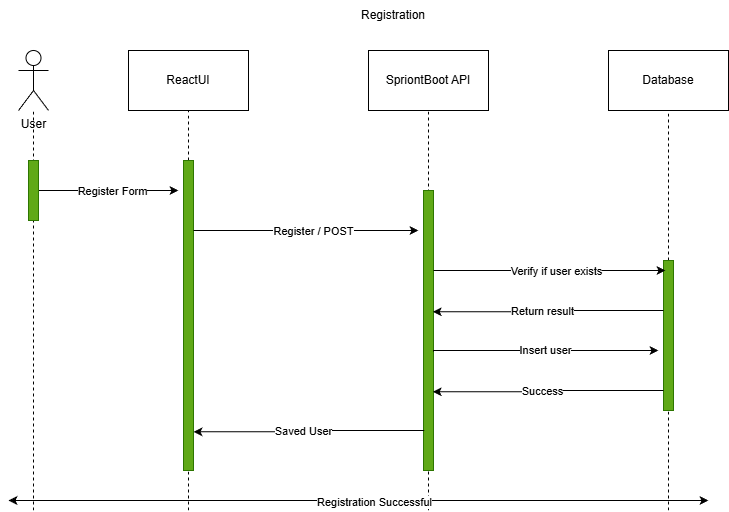 Registration
ReactUI
SpriontBoot API
Database
User
Register Form
Register / POST
Verify if user exists
Return result
Insert user
Success
Saved User
Registration Successful